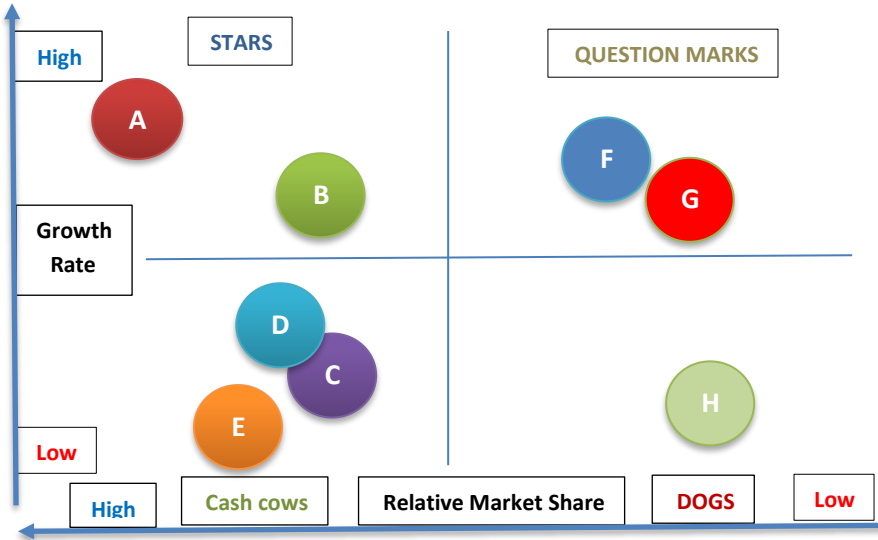 STARS
QUESTION MARKS
High
A
F
B
G
Growth
Rate
D
C
H
E
Low
High
Cash cows
Relative Market Share
DOGS
Low